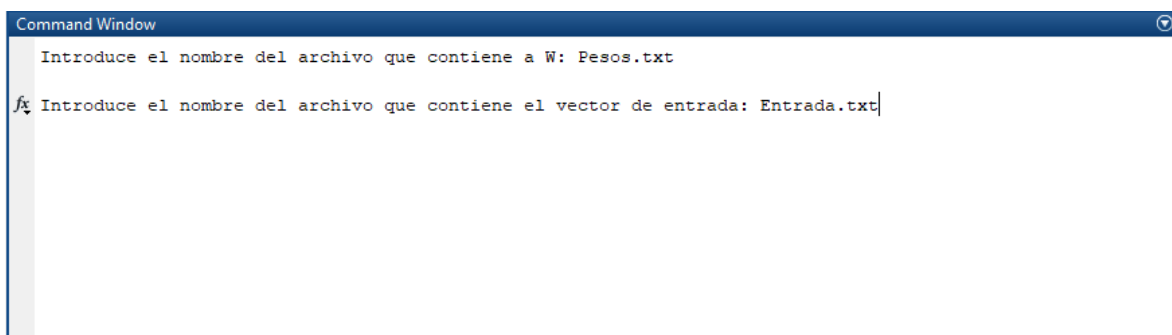 Command Window
Introduce el nombre del archivo que contiene a W: Pesos.txt
fx Introduce el nombre del archivo que contiene el vector de entrada: Entrada.txt